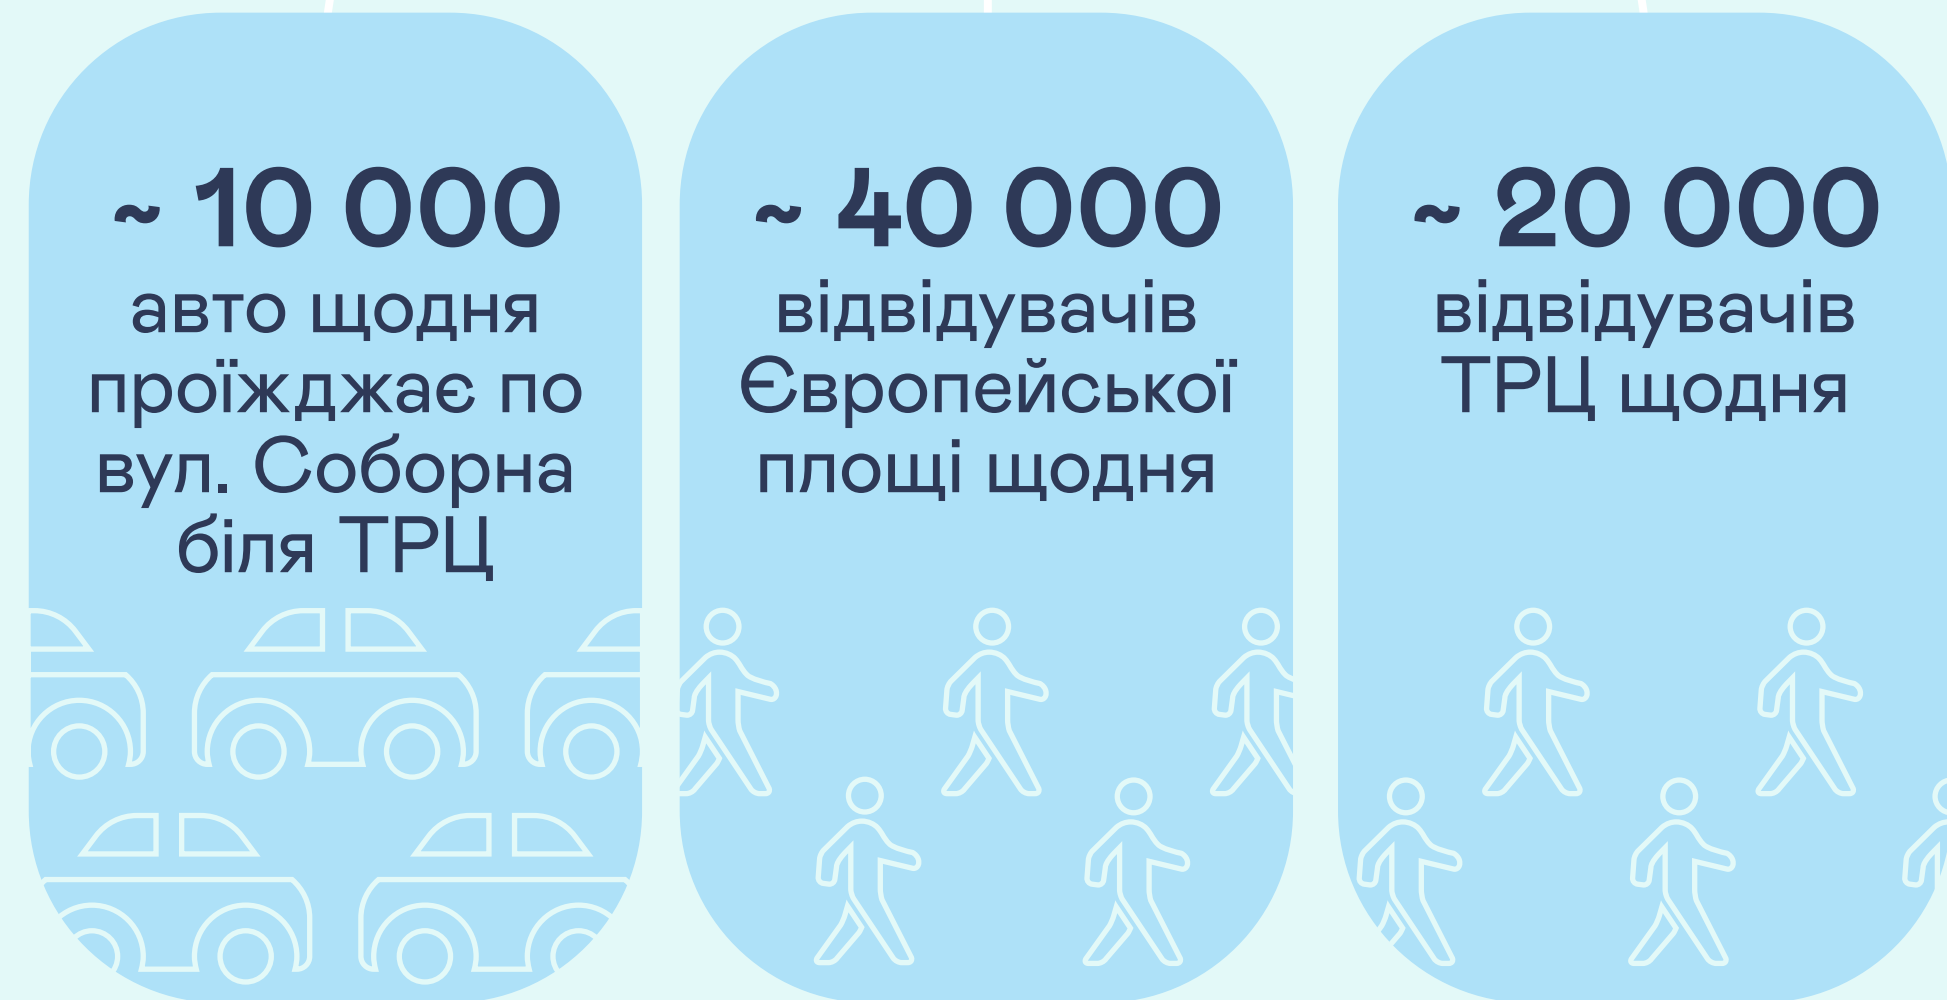 ~ 10 000
авто щодня
проїжджає по
вул. Соборна
біля ТРЦ
~ 40 000
відвідувачів
Європейської
площі щодня
~ 20 000
відвідувачів
ТРЦ щодня